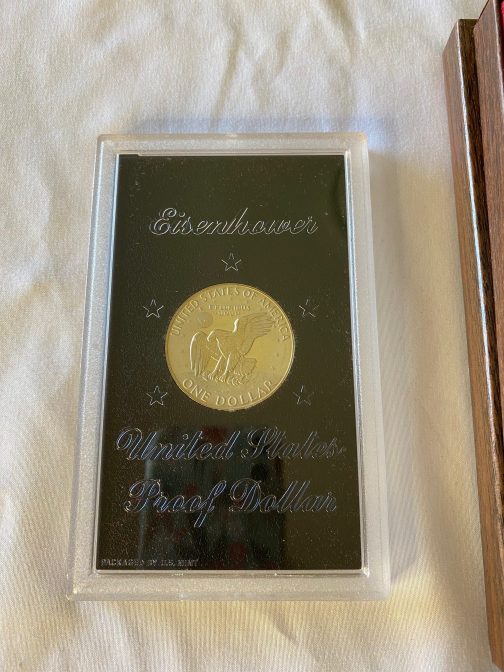 Eisenhower
UNITED STATES OF AMERICA
ONE DOLLAR
United States
Proof Dollar
PACKAGED BY U.S. MINT